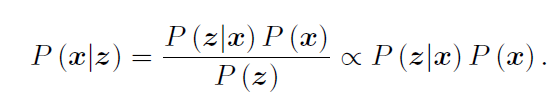 P (x|z) = P (z|x) P (x) / P (z) ∝ P (z|x) P (x) .